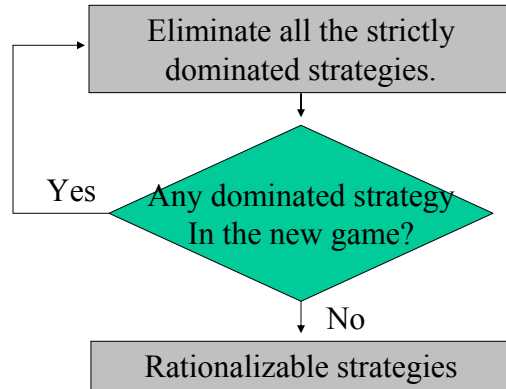 Eliminate all the strictly
dominated strategies.
Yes
Any dominated strategy
In the new game?
No
Rationalizable strategies